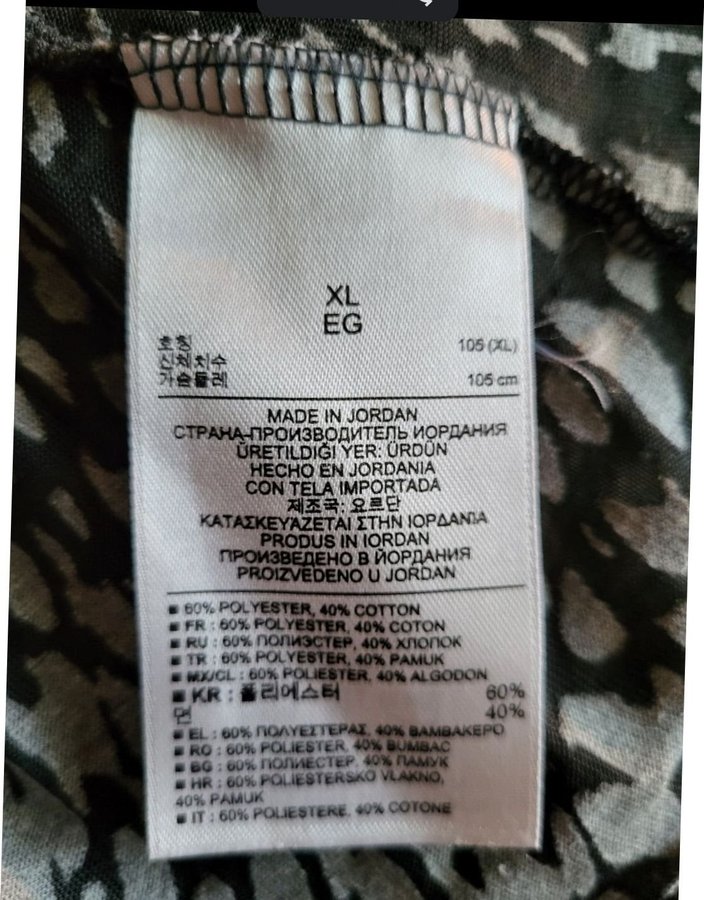 XL
EG
호칭 105 (XL)
신체치수
가슴둘레 105 cm
MADE IN JORDAN
СТРАНА-ПРОИЗВОДИТЕЛЬ ИОРДАНИЯ
ÜRETILDIĞI YER: ÜRDÜN
HECHO EN JORDANIA
CON TELA IMPORTADA
제조국: 요르단
ΚΑΤΑΣΚΕΥΑΖΕΤΑΙ ΣΤΗΝ ΙΟΡΔΑΝΙΑ
PRODUS IN IORDAN
ПРОИЗВЕДЕНО В ЙОРДАНИЯ
PROIZVEDENO U JORDAN
■ 60% POLYESTER, 40% COTTON
■ FR : 60% POLYESTER, 40% COTON
■ RU : 60% ПОЛИЭСТЕР, 40% ХЛОПОК
■ TR : 60% POLYESTER, 40% PAMUK
■ MX/CL : 60% POLIESTER, 40% ALGODON
■ KR : 폴리에스터 60%
면 40%
■ EL : 60% ΠΟΛΥΕΣΤΕΡΑΣ, 40% ΒΑΜΒΑΚΕΡΟ
■ RO : 60% POLIESTER, 40% BUMBAC
■ BG : 60% ПОЛИЕСТЕР, 40% ПАМУК
■ HR : 60% POLIESTERSKO VLAKNO,
40% PAMUK
■ IT : 60% POLIESTERE, 40% COTONE